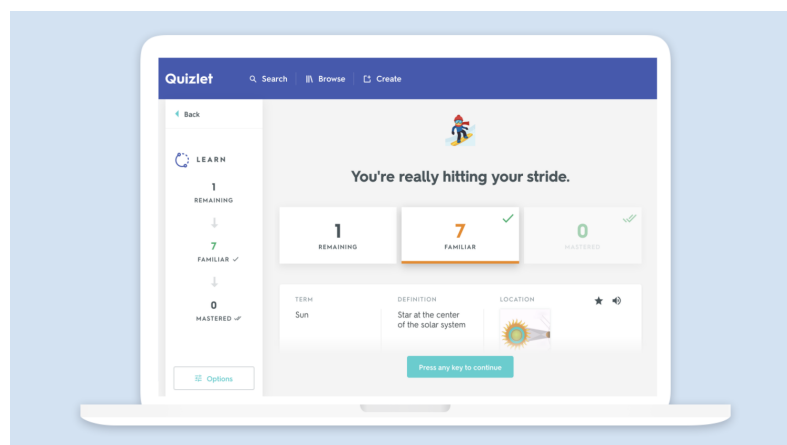 Quizlet
Search
Browse
Create
Back
LEARN
1
REMAINING
7
FAMILIAR
0
MASTERED
Options
You're really hitting your stride.
1
REMAINING
7
FAMILIAR
0
MASTERED
TERM
Sun
DEFINITION
Star at the center
of the solar system
LOCATION
Press any key to continue